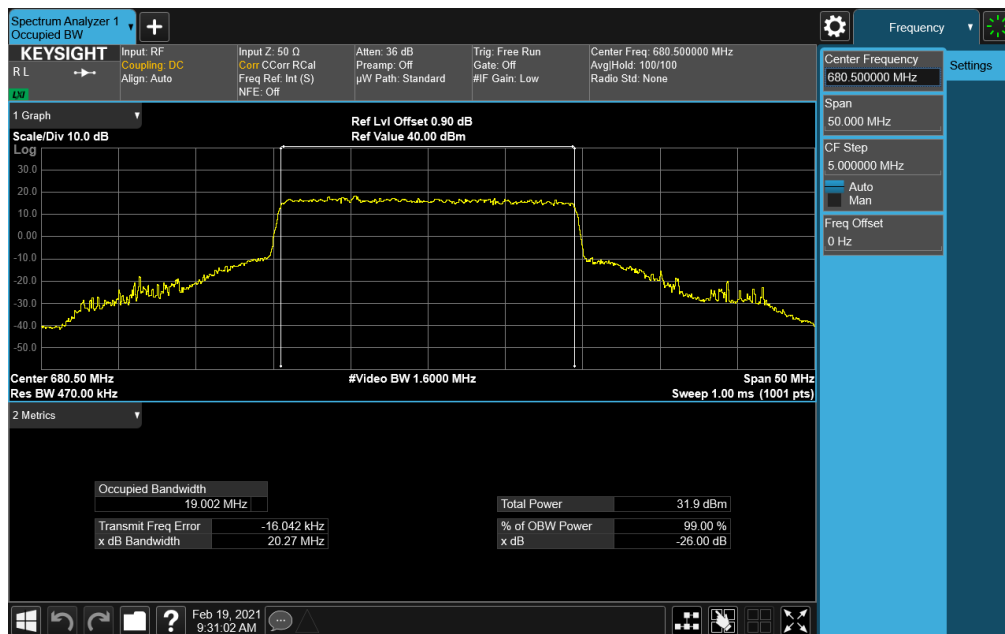 Spectrum Analyzer 1
Occupied BW
Frequency
KEYSIGHT
R L
LXI
Input: RF
Coupling: DC
Align: Auto
Input Z: 50 Ω
Corr CCorr RCal
Freq Ref: Int (S)
NFE: Off
Atten: 36 dB
Preamp: Off
µW Path: Standard
Trig: Free Run
Gate: Off
#IF Gain: Low
Center Freq: 680.500000 MHz
Avg|Hold: 100/100
Radio Std: None
Center Frequency
680.500000 MHz
Settings
Span
50.000 MHz
CF Step
5.000000 MHz
Auto
Man
Freq Offset
0 Hz
1 Graph
Scale/Div 10.0 dB
Ref Lvl Offset 0.90 dB
Ref Value 40.00 dBm
Log
30.0
20.0
10.0
0.00
-10.0
-20.0
-30.0
-40.0
-50.0
Center 680.50 MHz
#Video BW 1.6000 MHz
Span 50 MHz
Res BW 470.00 kHz
Sweep 1.00 ms (1001 pts)
2 Metrics
Occupied Bandwidth
19.002 MHz
Total Power 31.9 dBm
Transmit Freq Error -16.042 kHz
% of OBW Power 99.00 %
x dB Bandwidth 20.27 MHz
x dB -26.00 dB
?
Feb 19, 2021
9:31:02 AM